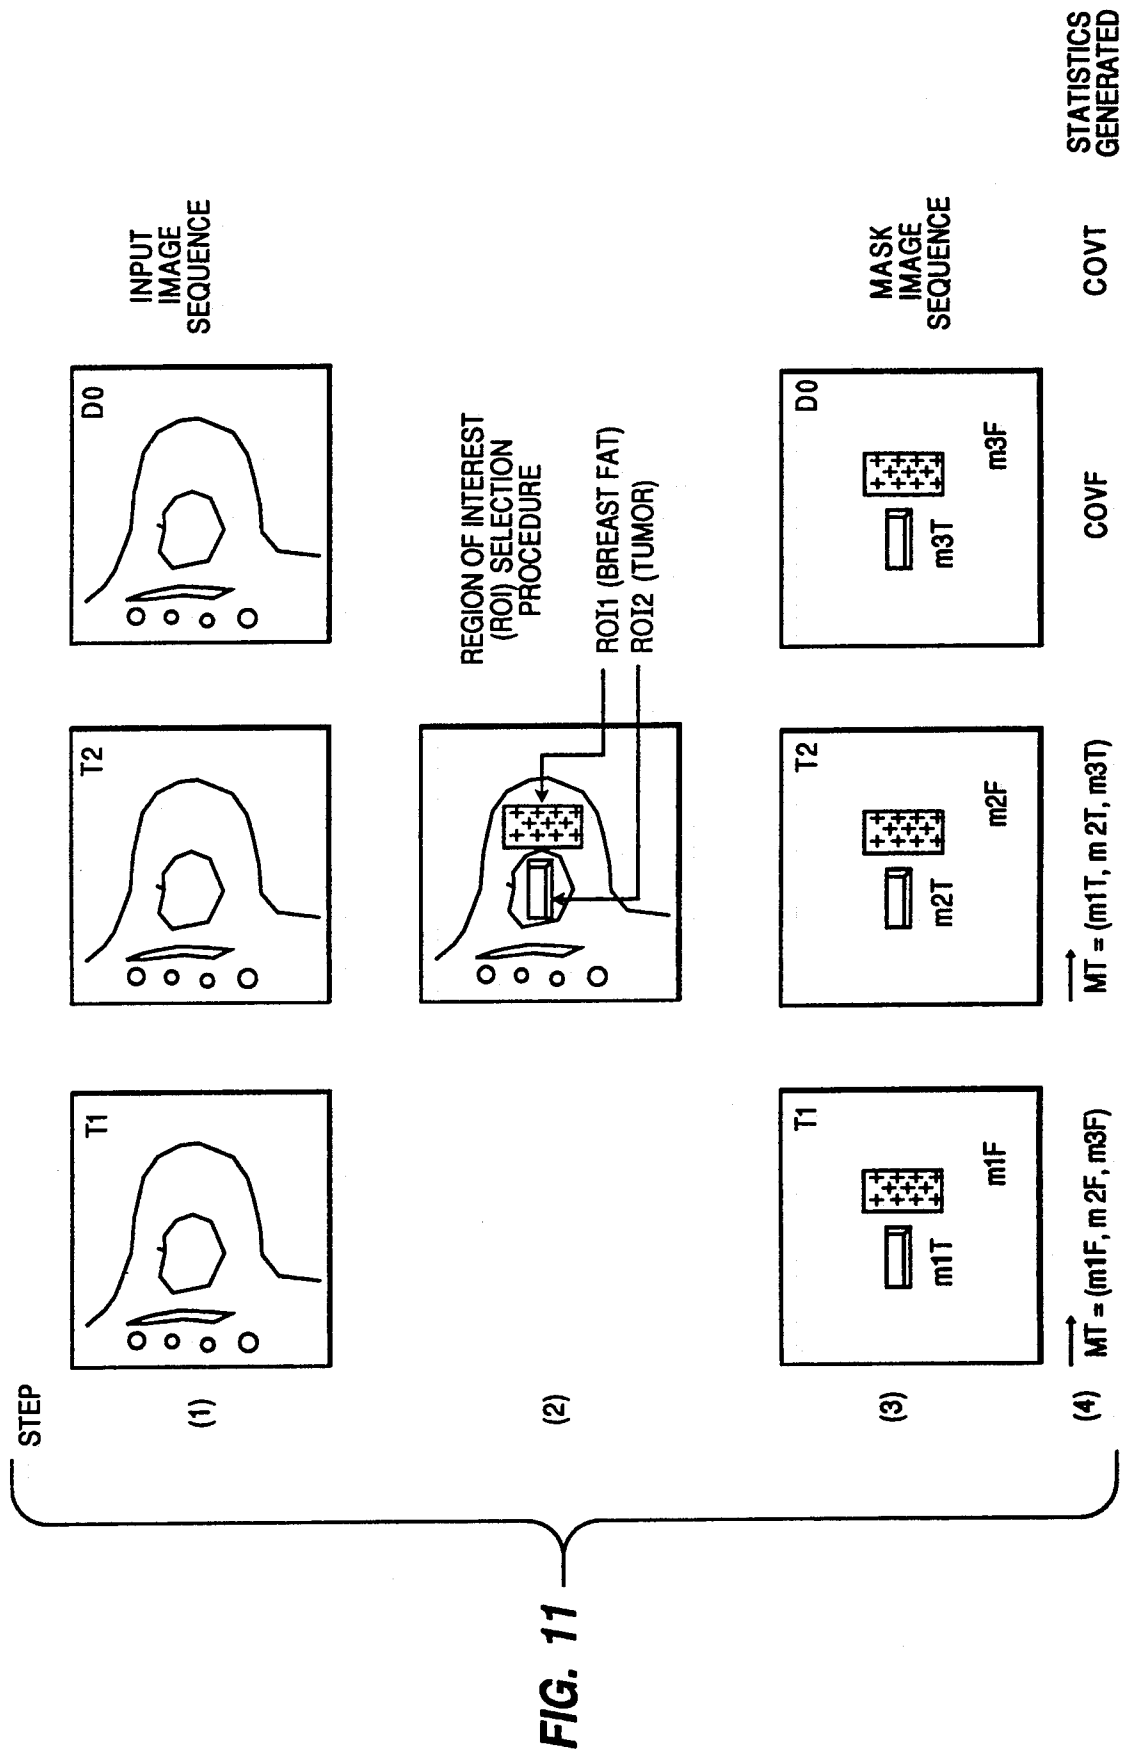 STEP
(1)
T1
T2
D0
INPUT
IMAGE
SEQUENCE
(2)
REGION OF INTEREST
(ROI) SELECTION
PROCEDURE
ROI1 (BREAST FAT)
ROI2 (TUMOR)
(3)
T1
m1T
m1F
T2
m2T
m2F
D0
m3T
m3F
MASK
IMAGE
SEQUENCE
(4)
MT = (m1F, m 2F, m3F)
MT = (m1T, m 2T, m3T)
COVF
COVT
STATISTICS
GENERATED
FIG. 11